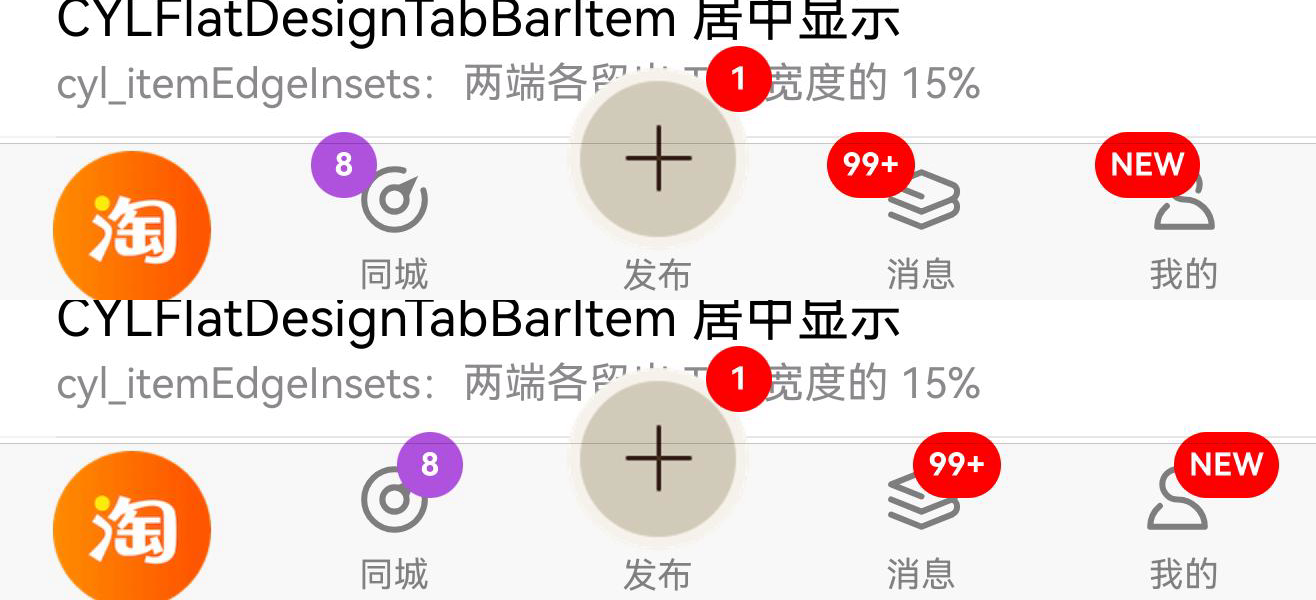 CYLFlatDesignTabBarItem 居中显示
cyl_itemEdgeInsets：两端各留 宽度的 15%
1
8
99+
NEW
淘
同城
发布
消息
我的
CYLFlatDesignTabBarItem 居中显示
cyl_itemEdgeInsets：两端各留 宽度的 15%
1
8
99+
NEW
淘
同城
发布
消息
我的